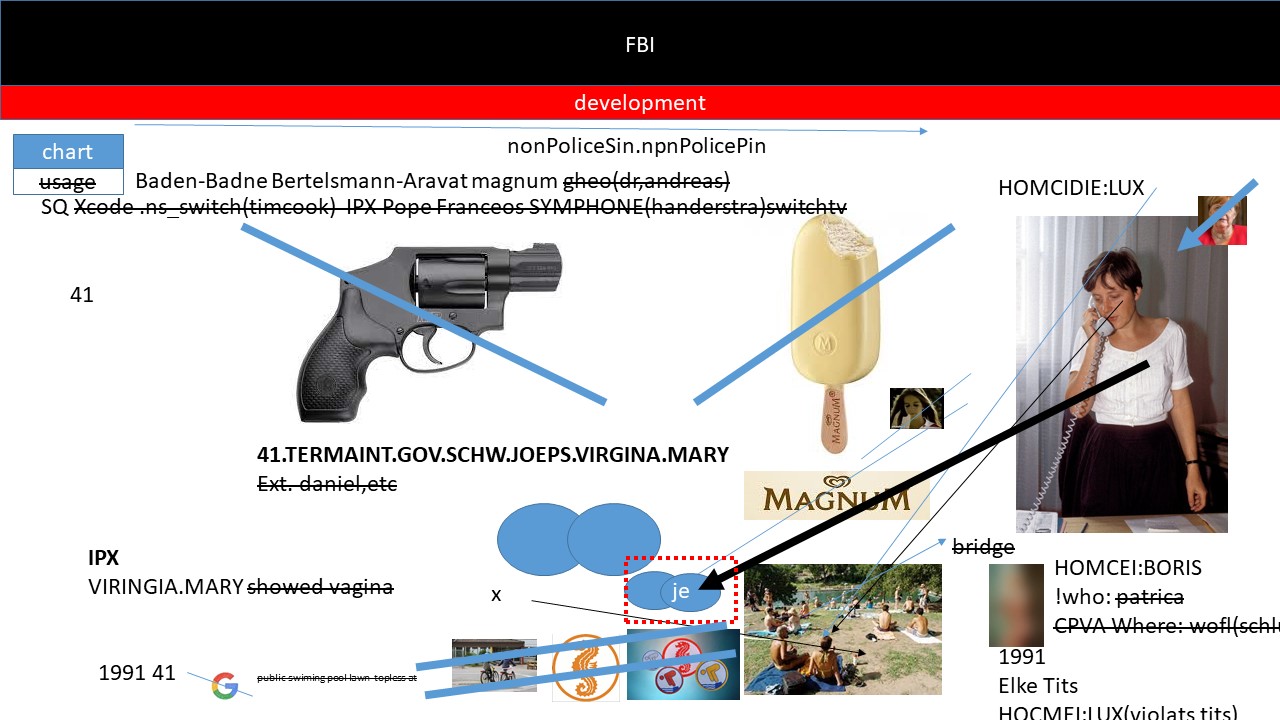 FBI
development
nonPoliceSin.npnPolicePin
chart
usage
Baden-Badne Bertelsmann-Aravat magnum gheo(dr,andreas)
SQ Xcode .ns_switch(timcook)  IPX Pope Franceos SYMPHONE(handerstra)switchtv
HOMCIDIE:LUX
41
M
MAGNUM
41.TERMAINT.GOV.SCHW.JOEPS.VIRGINA.MARY
Ext. daniel,etc
MAGNUM
bridge
IPX
VIRINGIA.MARY showed vagina
x
je
HOMCEI:BORIS
!who: patrica
CPVA Where: wofl(schlu
1991
Elke Tits
HOCMEI:LUX(violats tits)
1991 41
G
public swiming pool lawn topless at